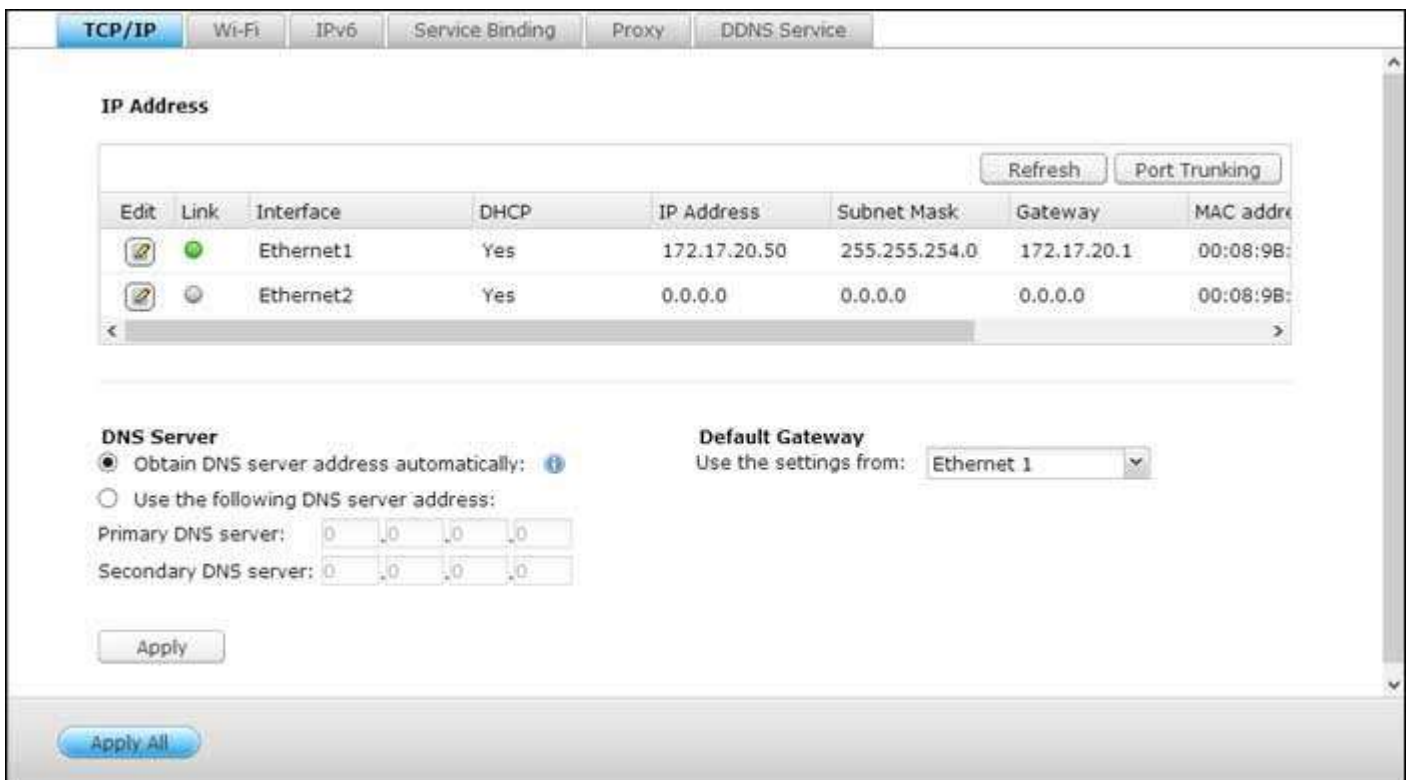 TCP/IP Wi-Fi IPv6 Service Binding Proxy DDNS Service
IP Address
Refresh Port Trunking
Edit Link Interface DHCP IP Address Subnet Mask Gateway MAC addre
Ethernet1 Yes 172.17.20.50 255.255.254.0 172.17.20.1 00:08:9B:
Ethernet2 Yes 0.0.0.0 0.0.0.0 0.0.0.0 00:08:9B:
DNS Server
Obtain DNS server address automatically:
Use the following DNS server address:
Primary DNS server: 0 .0 .0 .0
Secondary DNS server: 0 .0 .0 .0
Default Gateway
Use the settings from: Ethernet 1
Apply
Apply All